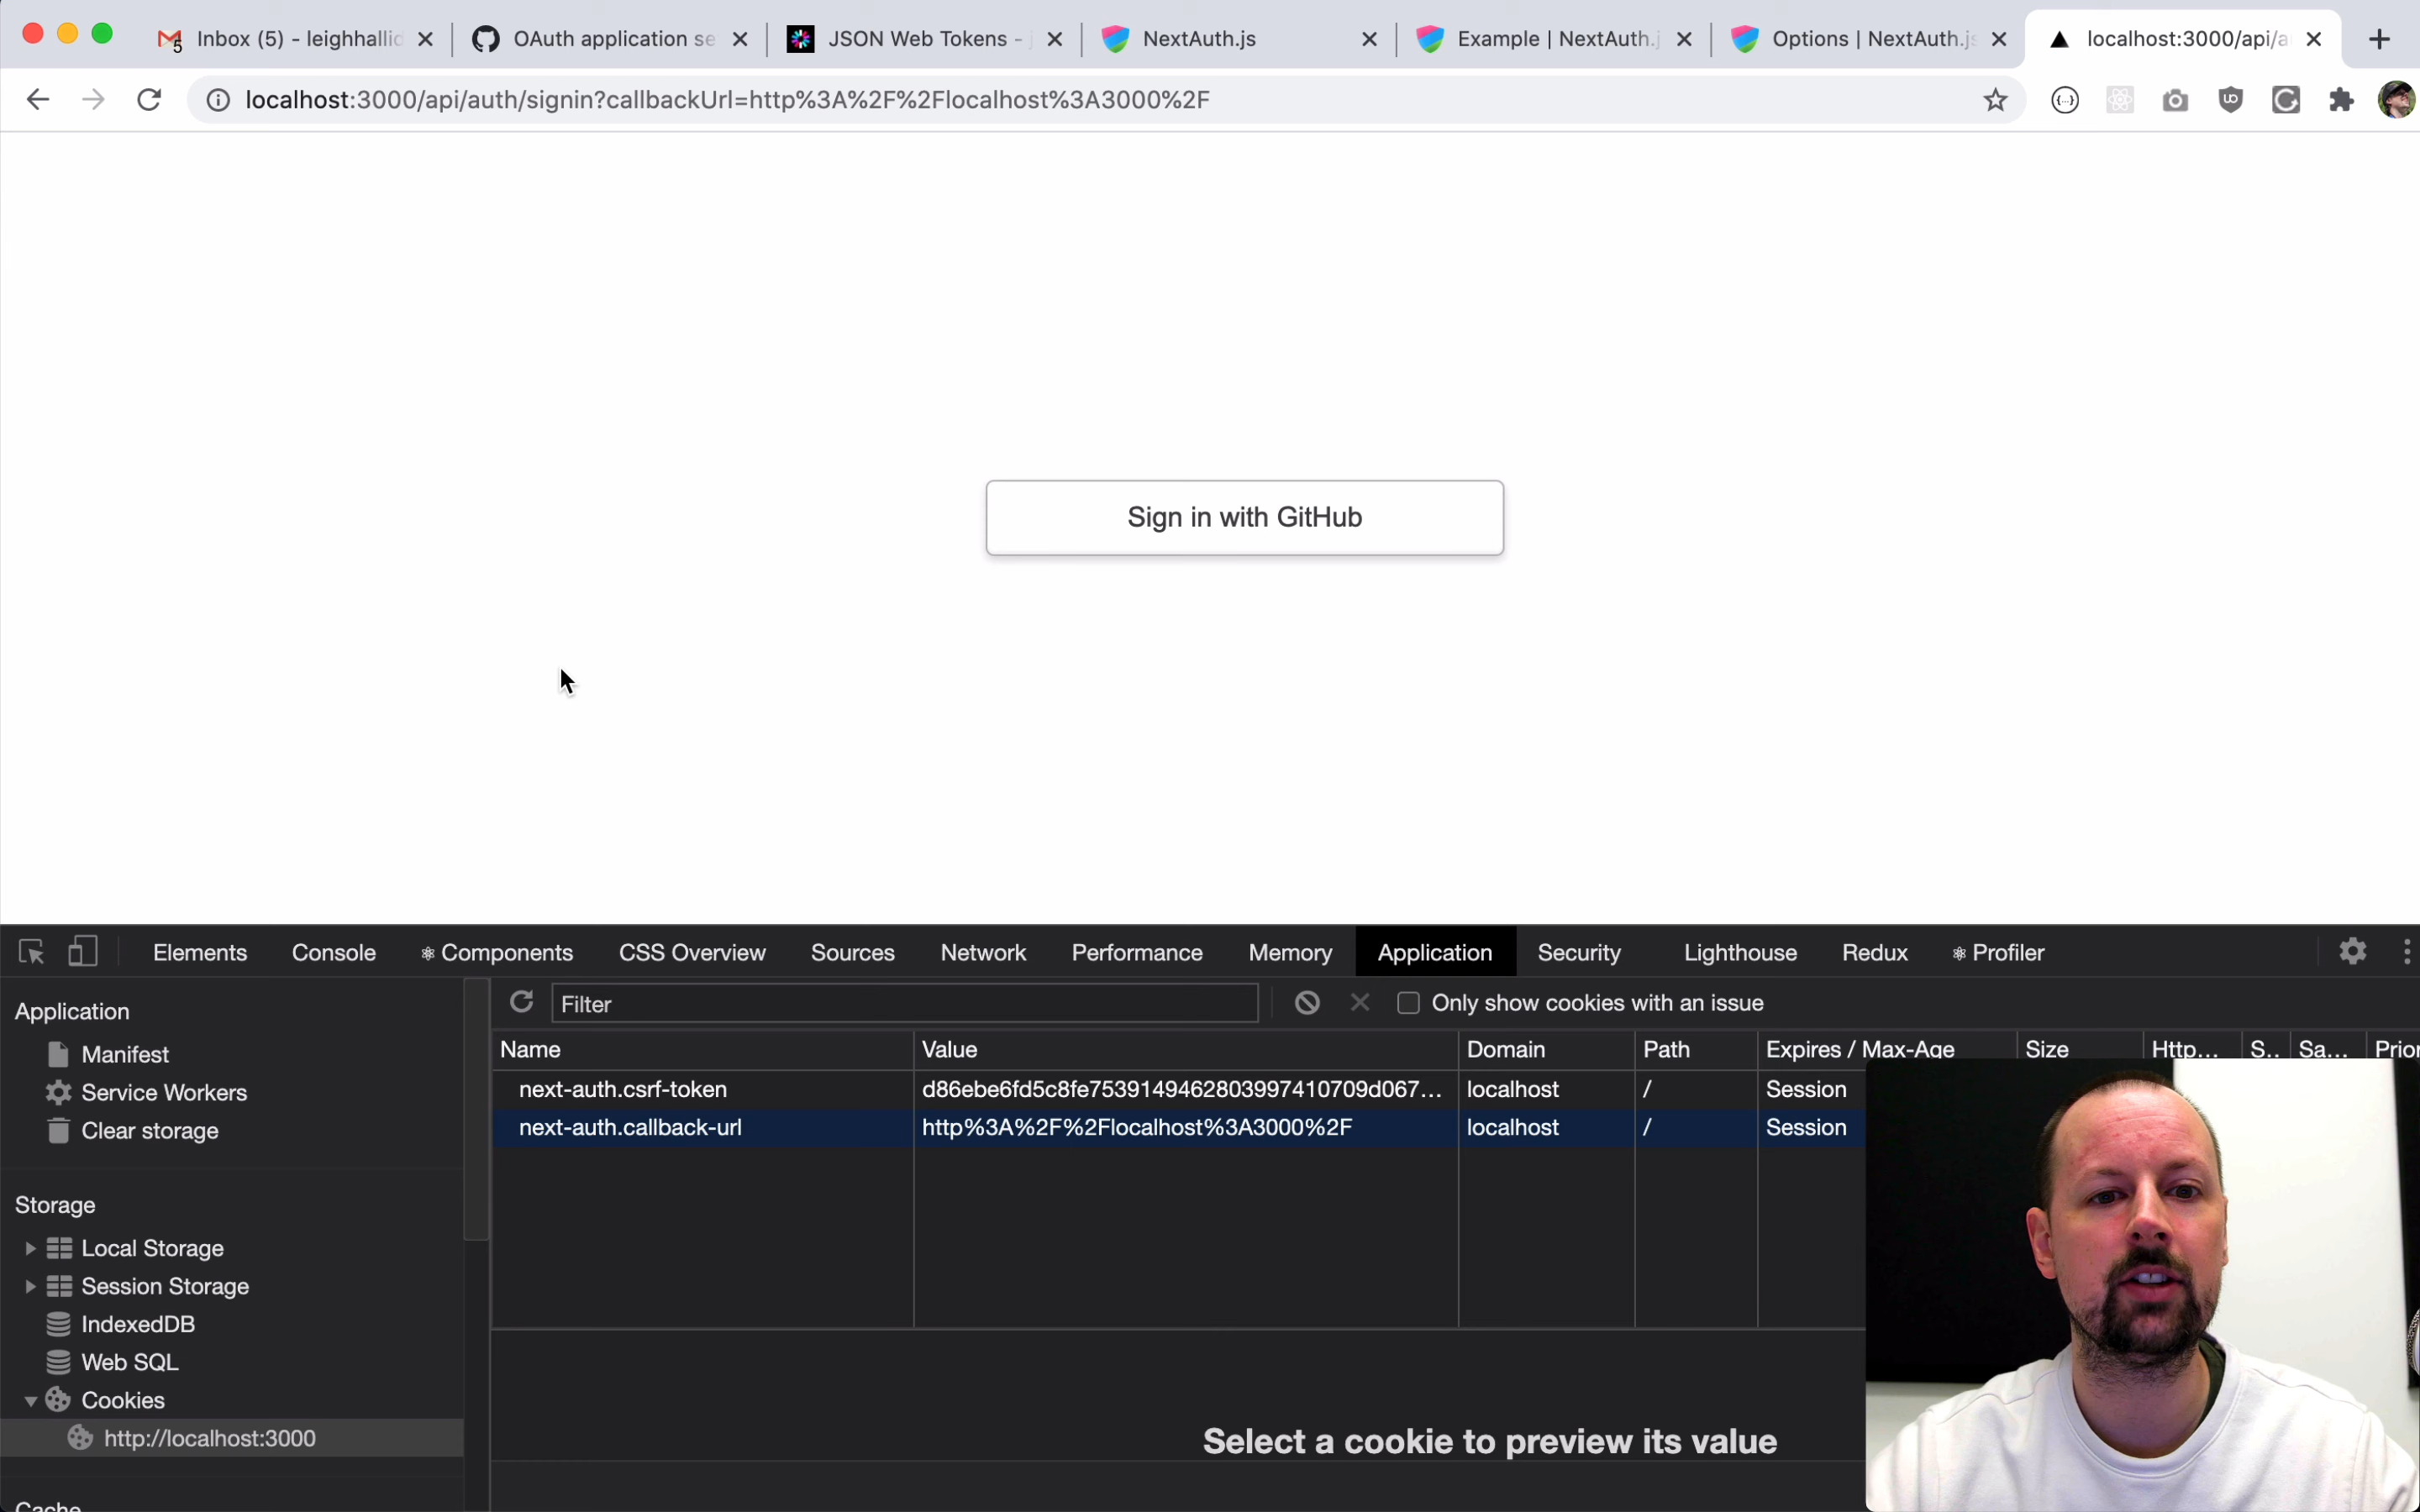 5 Inbox (5) - leighhallio
OAuth application se
JSON Web Tokens -
NextAuth.js
Example | NextAuth.j
Options | NextAuth.js
localhost:3000/api/a
localhost:3000/api/auth/signin?callbackUrl=http%3A%2F%2Flocalhost%3A3000%2F
Sign in with GitHub
Elements Console Components CSS Overview Sources Network Performance Memory Application Security Lighthouse Redux Profiler
Application
Manifest
Service Workers
Clear storage
Storage
Local Storage
Session Storage
IndexedDB
Web SQL
Cookies
http://localhost:3000
Cache
Filter
Only show cookies with an issue
Name Value Domain Path Expires / Max-Age Size Http... S.. Sa... Prior
next-auth.csrf-token d86ebe6fd5c8fe7539149462803997410709d067... localhost / Session
next-auth.callback-url http%3A%2F%2Flocalhost%3A3000%2F localhost / Session
Select a cookie to preview its value